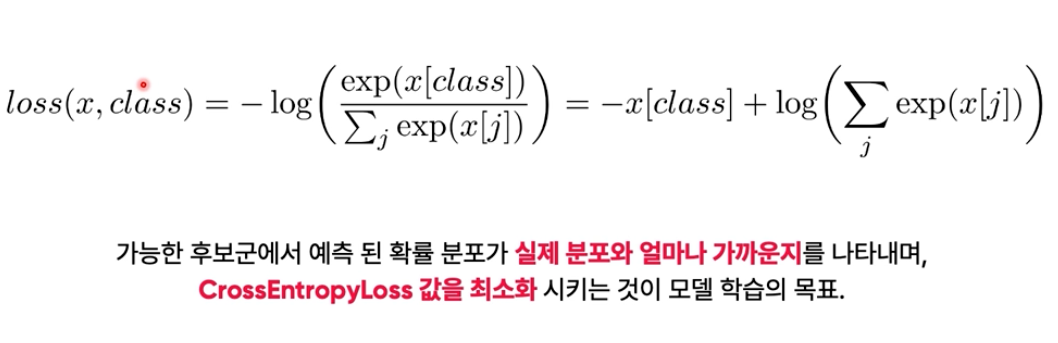 loss(x, class) = − log( exp(x[class]) / ∑_j exp(x[j]) ) = −x[class] + log( ∑_j exp(x[j]) )
가능한 후보군에서 예측 된 확률 분포가 실제 분포와 얼마나 가까운지를 나타내며,
CrossEntropyLoss 값을 최소화 시키는 것이 모델 학습의 목표.